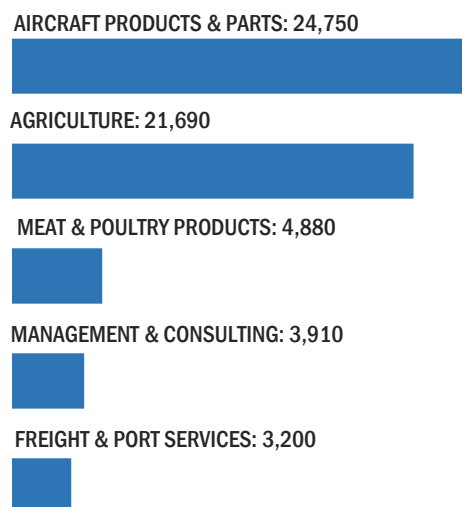 AIRCRAFT PRODUCTS & PARTS: 24,750
AGRICULTURE: 21,690
MEAT & POULTRY PRODUCTS: 4,880
MANAGEMENT & CONSULTING: 3,910
FREIGHT & PORT SERVICES: 3,200